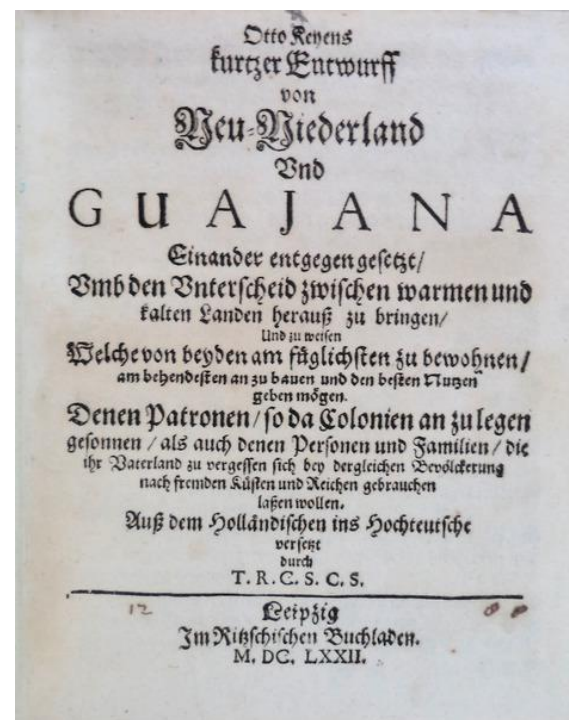 Otto Keyens
kurtzer Entwurff
von
Neu-Niederland
Vnd
GUAJANA
Einander entgegen gesetzt/
Vmb den Vnterscheid zwischen warmen und
kalten Landen herauß zu bringen/
Und zu weisen
Welche von beyden am füglichsten zu bewohnen/
am behendesten an zu bauen und den besten Nutzen
geben mögen.
Denen Patronen/ so da Colonien an zu legen
gesonnen/ als auch denen Personen und Familien/ die
ihr Vaterland zu vergessen sich bey dergleichen Bevölckerung
nach fremden Küsten und Reichen gebrauchen
laßen wollen.
Auß dem Holländischen ins Hochteutsche
versetzt
durch
T. R. C. S. C. S.
12
Leipzig
Im Ritzschischen Buchladen.
M. DC. LXXII.